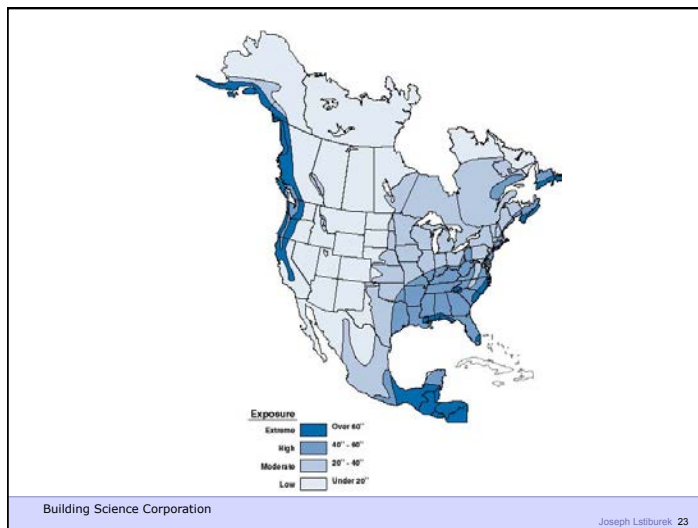 Exposure
Extreme Over 60"
High 40" - 60"
Moderate 20" - 40"
Low Under 20"
Building Science Corporation
Joseph Lstiburek 23